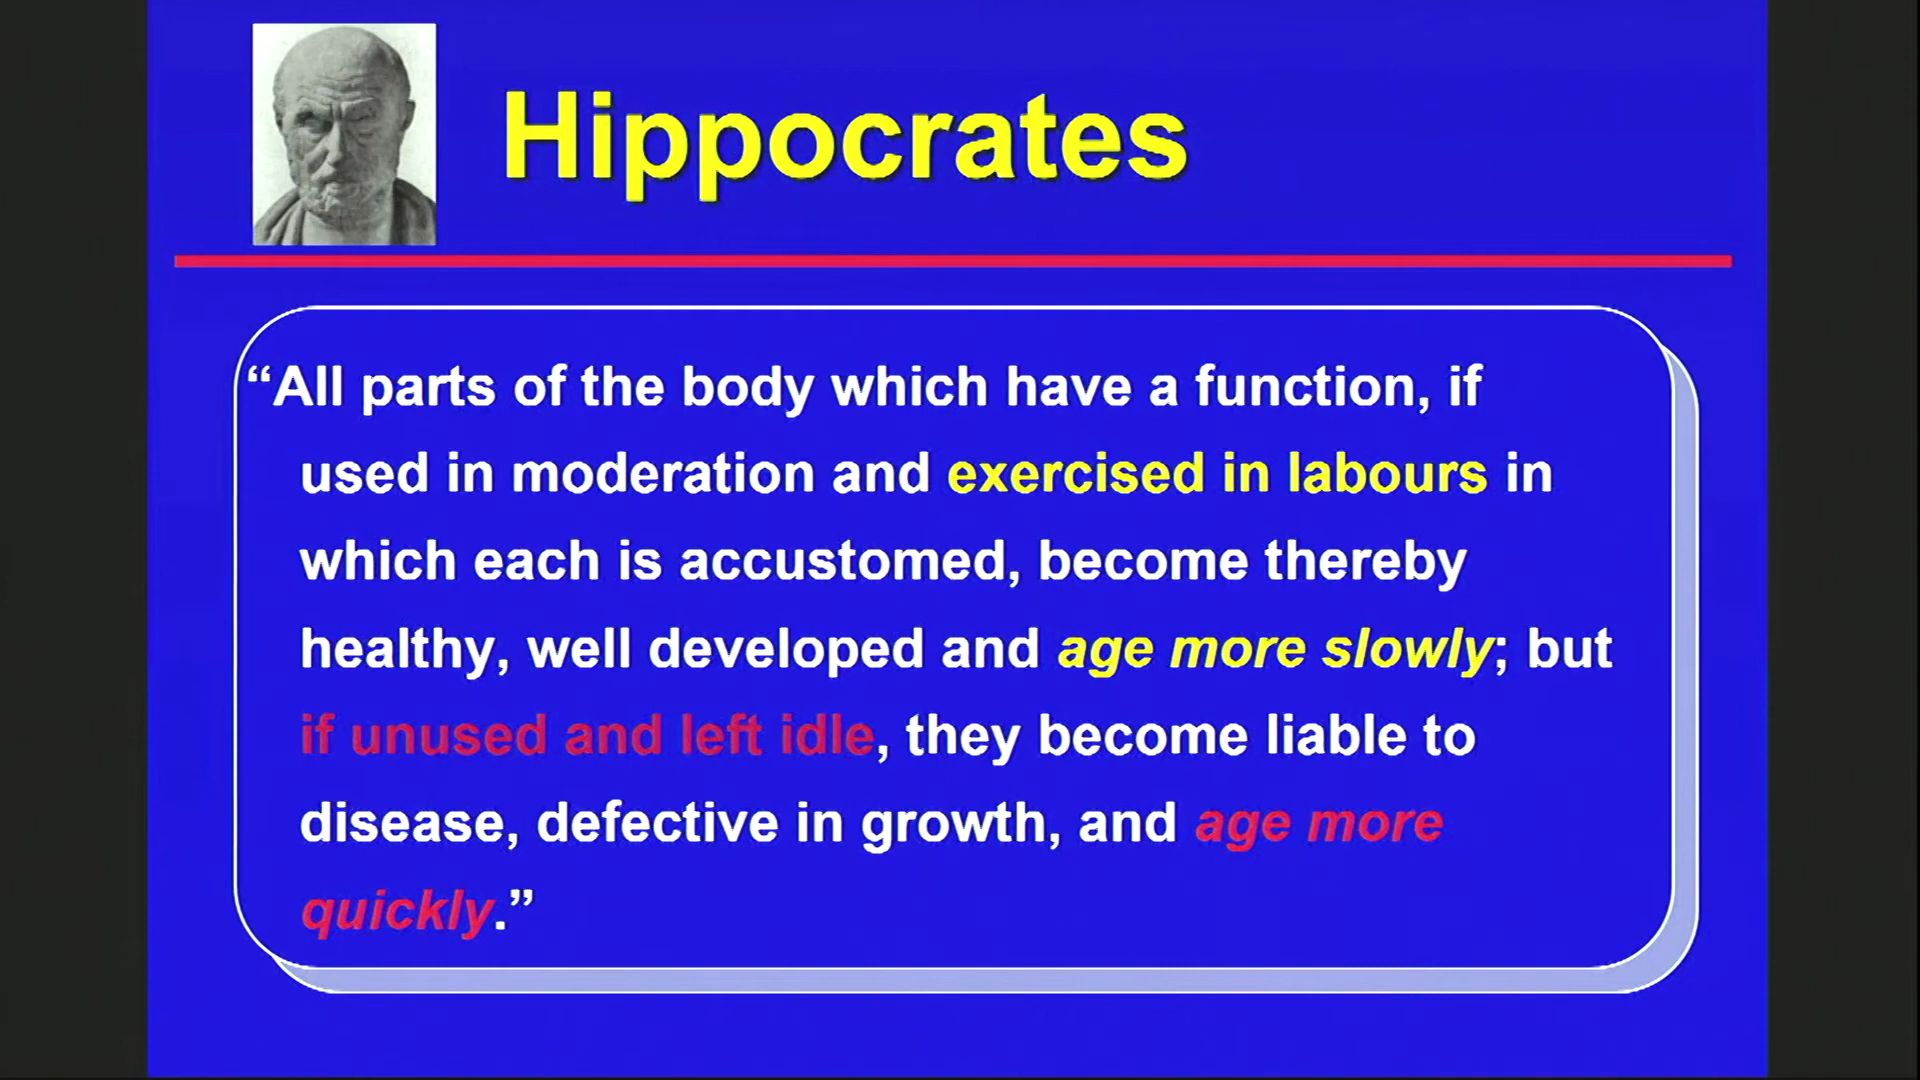 Hippocrates
“All parts of the body which have a function, if
used in moderation and exercised in labours in
which each is accustomed, become thereby
healthy, well developed and age more slowly; but
if unused and left idle, they become liable to
disease, defective in growth, and age more
quickly.”